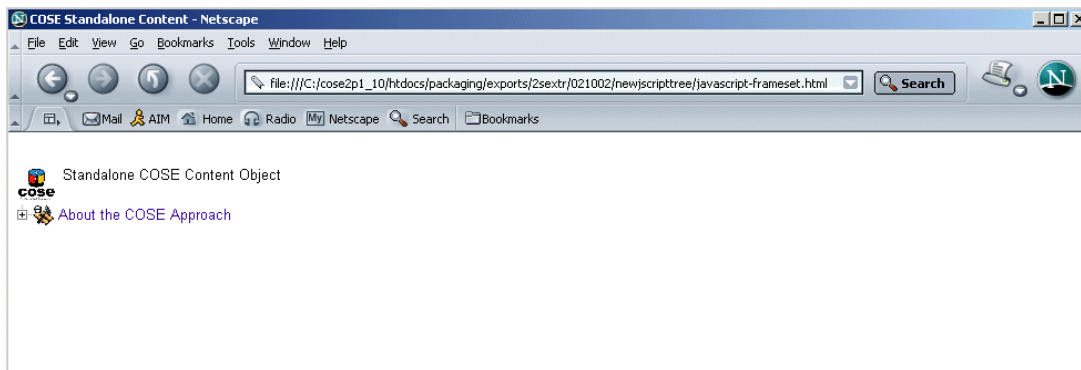 COSE Standalone Content - Netscape
File Edit View Go Bookmarks Tools Window Help
file:///C:/cose2p1_10/htdocs/packaging/exports/2sextr/021002/newjscripttree/javascript-frameset.html Search N
Mail AIM Home Radio My Netscape Search Bookmarks
Standalone COSE Content Object
cose
About the COSE Approach